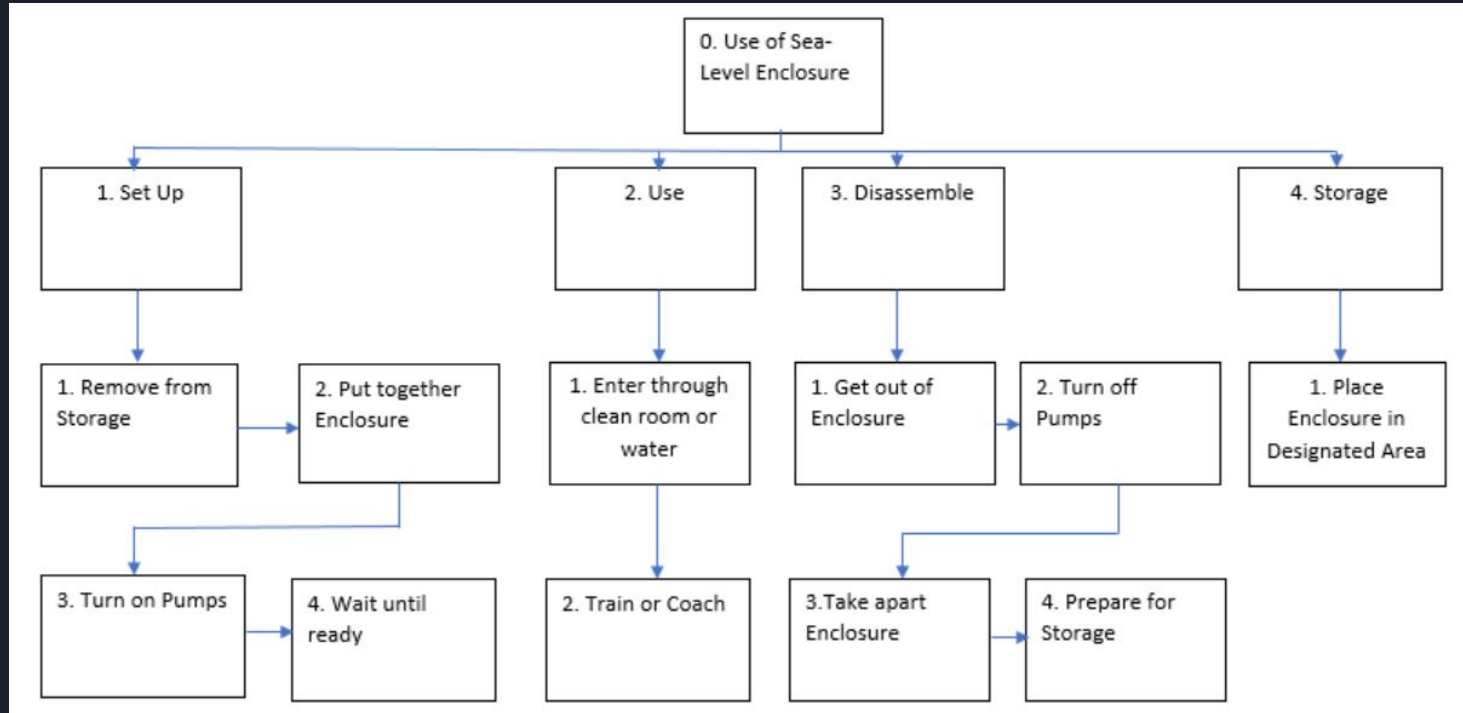 0. Use of Sea-
Level Enclosure
1. Set Up
2. Use
3. Disassemble
4. Storage
1. Remove from
Storage
2. Put together
Enclosure
1. Enter through
clean room or
water
1. Get out of
Enclosure
2. Turn off
Pumps
1. Place
Enclosure in
Designated Area
3. Turn on Pumps
4. Wait until
ready
2. Train or Coach
3.Take apart
Enclosure
4. Prepare for
Storage